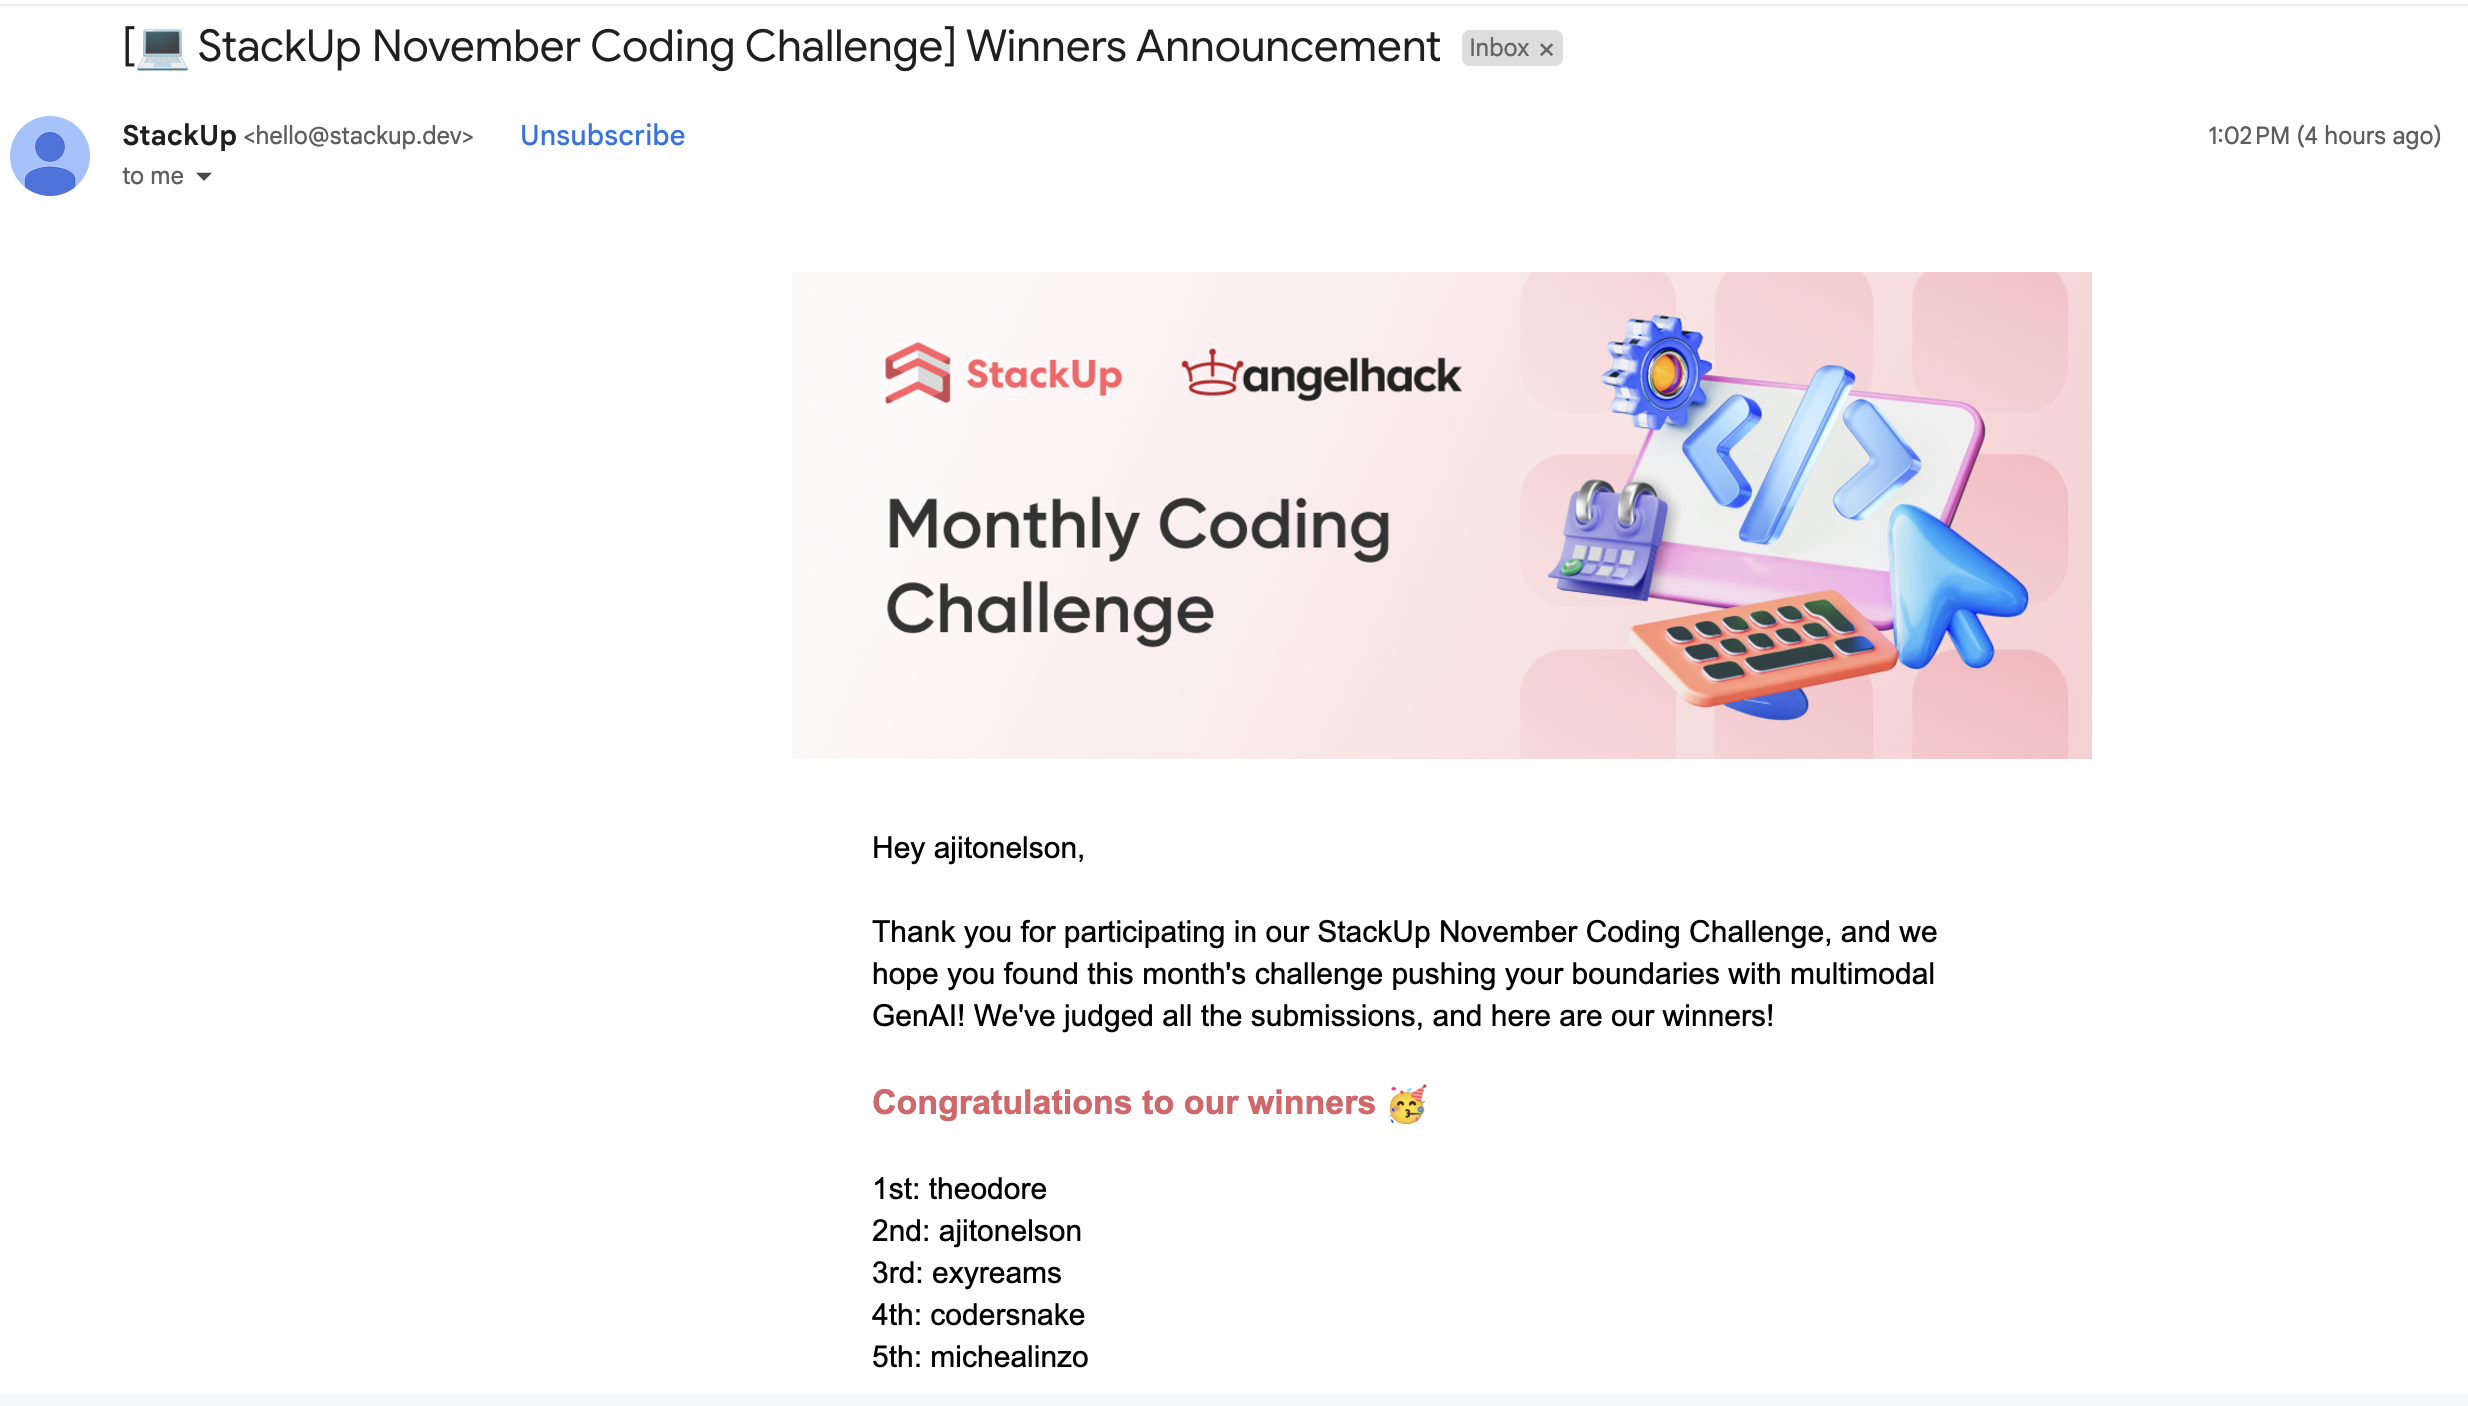 [💻 StackUp November Coding Challenge] Winners Announcement Inbox ×
StackUp <hello@stackup.dev> Unsubscribe 1:02 PM (4 hours ago)
to me
StackUp angelhack
Monthly Coding
Challenge
Hey ajitonelson,
Thank you for participating in our StackUp November Coding Challenge, and we
hope you found this month's challenge pushing your boundaries with multimodal
GenAI! We've judged all the submissions, and here are our winners!
Congratulations to our winners 🥳
1st: theodore
2nd: ajitonelson
3rd: exyreams
4th: codersnake
5th: michealinzo